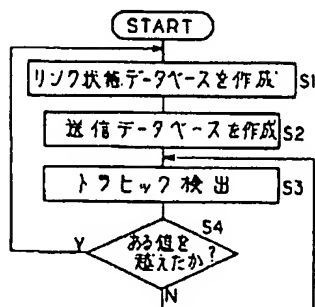 START
リンク状態データベースを作成 S1
送信データベースを作成 S2
トラヒック検出 S3
S4
ある値を
越えたか?
Y
N